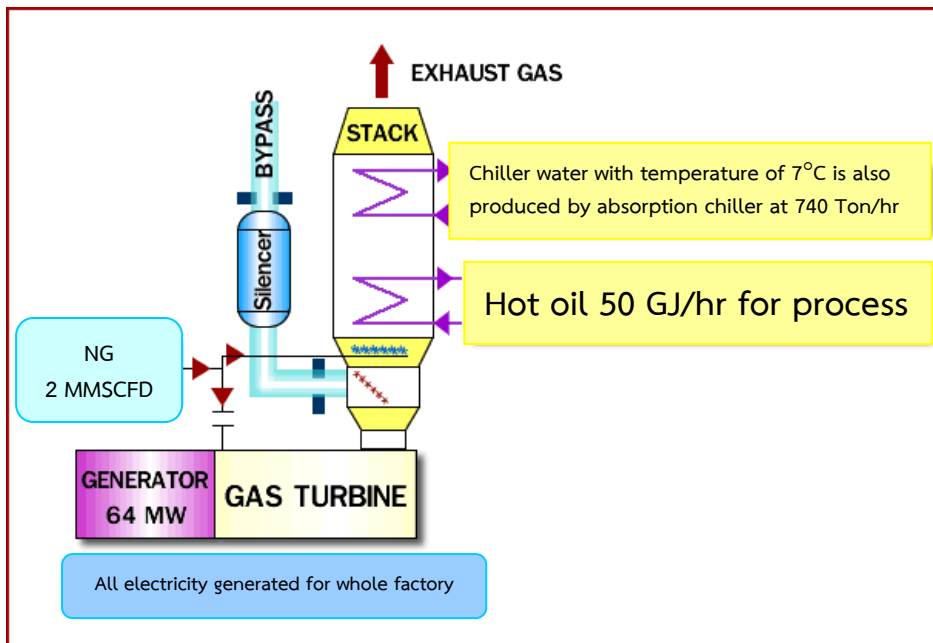 EXHAUST GAS
BYPASS
STACK
Chiller water with temperature of 7°C is also
produced by absorption chiller at 740 Ton/hr
Silencer
Hot oil 50 GJ/hr for process
NG
2 MMSCFD
GENERATOR
64 MW
GAS TURBINE
All electricity generated for whole factory